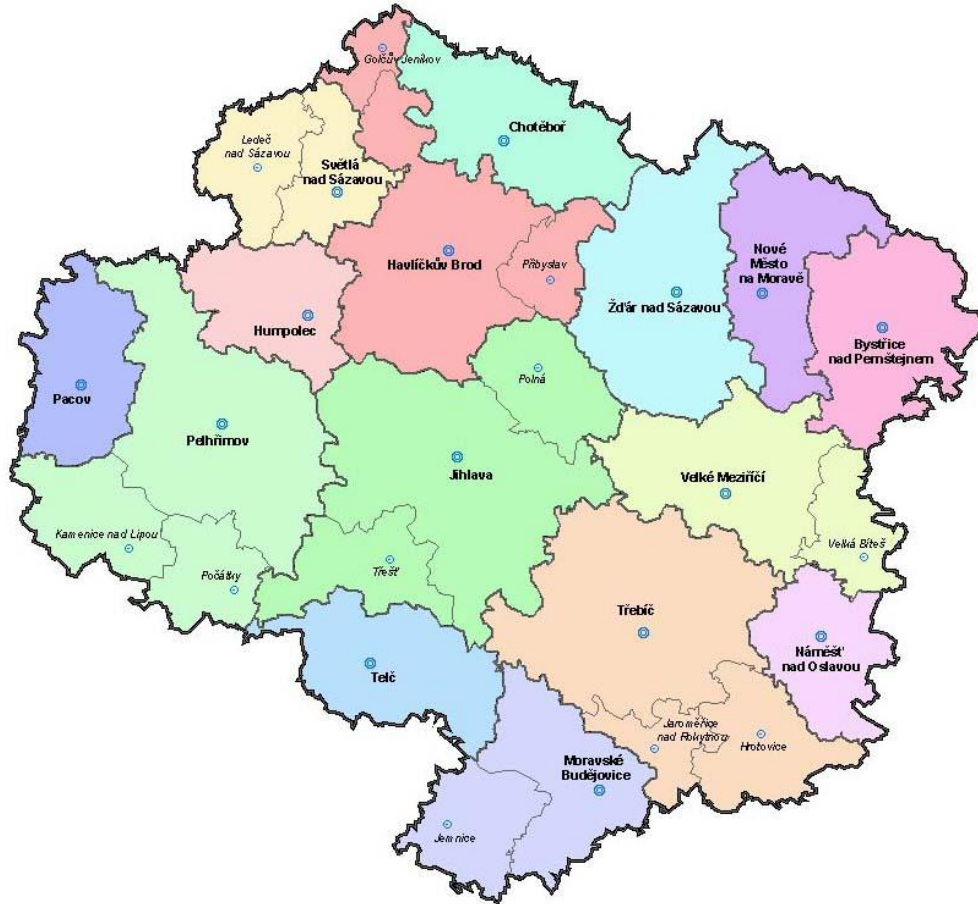 Golčův Jeníkov
Chotěboř
Ledeč
nad Sázavou
Světlá
nad Sázavou
Havlíčkův Brod
Přibyslav
Nové
Město
na Moravě
Žďár nad Sázavou
Humpolec
Bystřice
nad Pernštejnem
Polná
Pacov
Pelhřimov
Jihlava
Velké Meziříčí
Kamenice nad Lipou
Velká Bíteš
Počátky
Třešť
Třebíč
Náměšť
nad Oslavou
Telč
Jaroměřice
nad Rokytnou
Hrotovice
Moravské
Budějovice
Jemnice